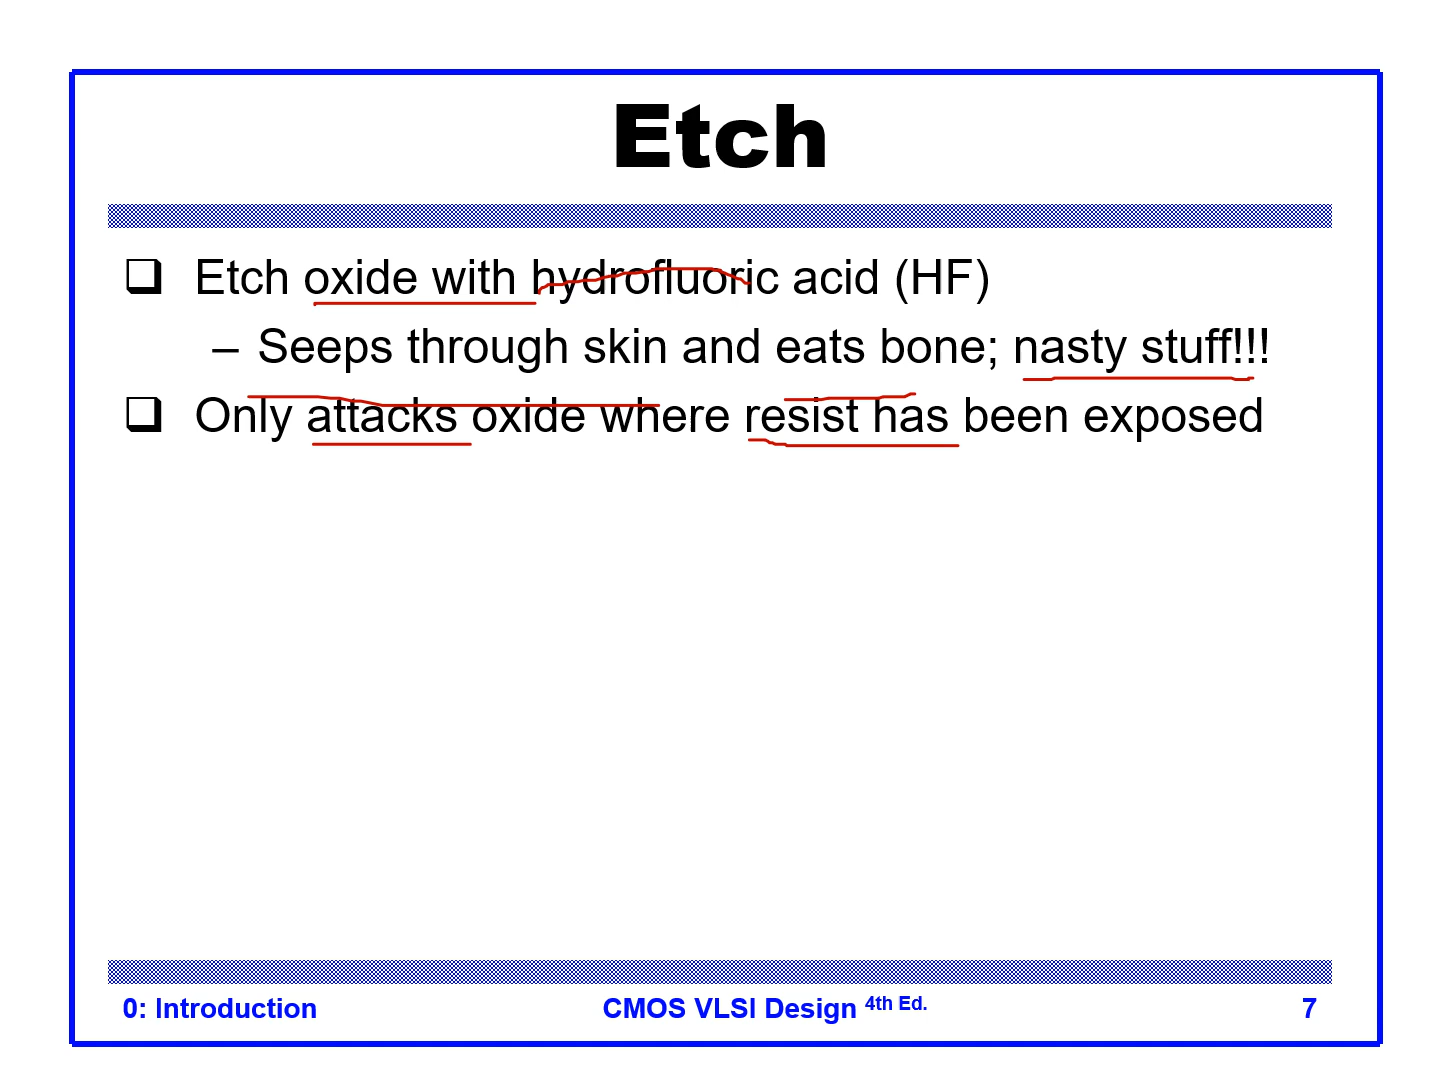 Etch
❑ Etch oxide with hydrofluoric acid (HF)
– Seeps through skin and eats bone; nasty stuff!!!
❑ Only attacks oxide where resist has been exposed
0: Introduction
CMOS VLSI Design 4th Ed.
7